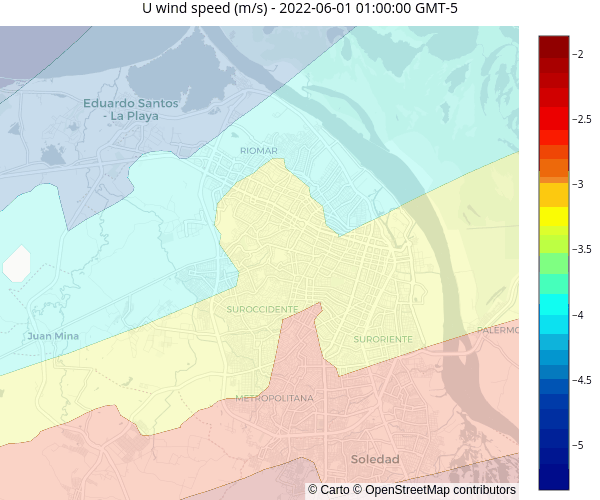 U wind speed (m/s) - 2022-06-01 01:00:00 GMT-5
Eduardo Santos
- La Playa
RIOMAR
Juan Mina
SUROCCIDENTE
SURORIENTE
PALERMO
METROPOLITANA
Soledad
−2
−2.5
−3
−3.5
−4
−4.5
−5
© Carto © OpenStreetMap contributors